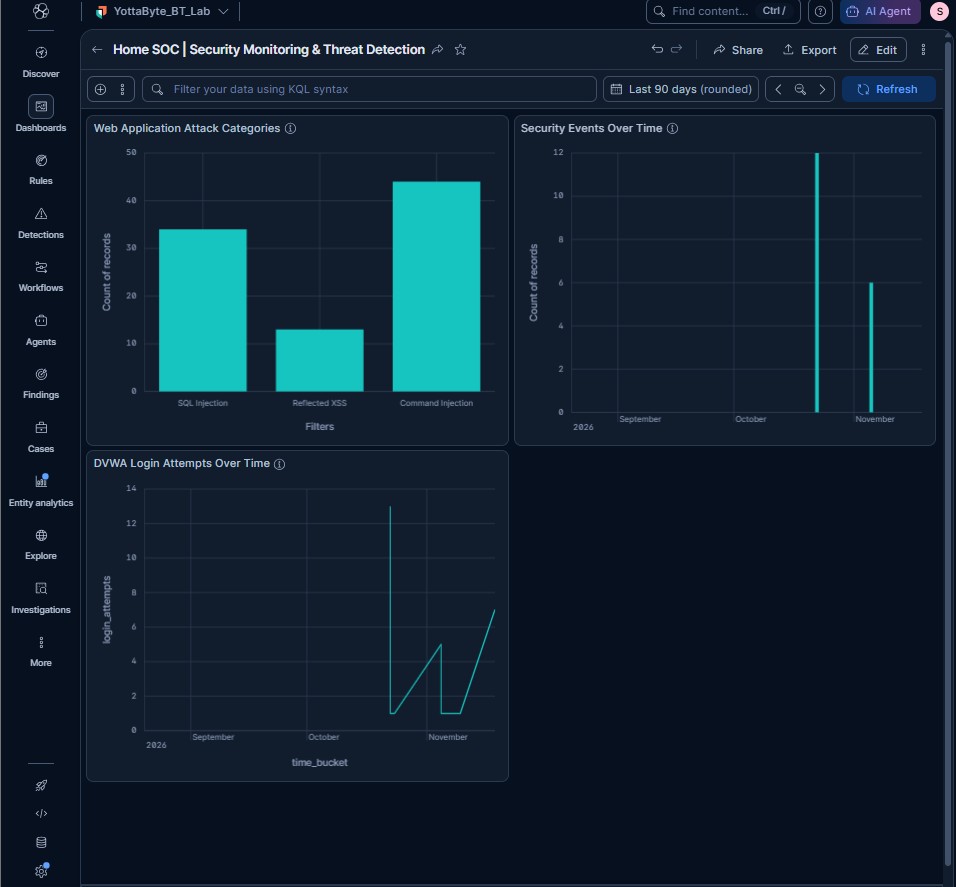 YottaByte_BT_Lab
Find content...
Ctrl /
AI Agent
S
Discover
Dashboards
Rules
Detections
Workflows
Agents
Findings
Cases
Entity analytics
Explore
Investigations
More
Home SOC | Security Monitoring & Threat Detection
Share
Export
Edit
Filter your data using KQL syntax
Last 90 days (rounded)
Refresh
Web Application Attack Categories
Count of records
50
40
30
20
10
0
SQL Injection
Reflected XSS
Command Injection
Filters
Security Events Over Time
Count of records
12
10
8
6
4
2
0
September
October
November
2026
DVWA Login Attempts Over Time
login_attempts
14
12
10
8
6
4
2
0
September
October
November
2026
time_bucket